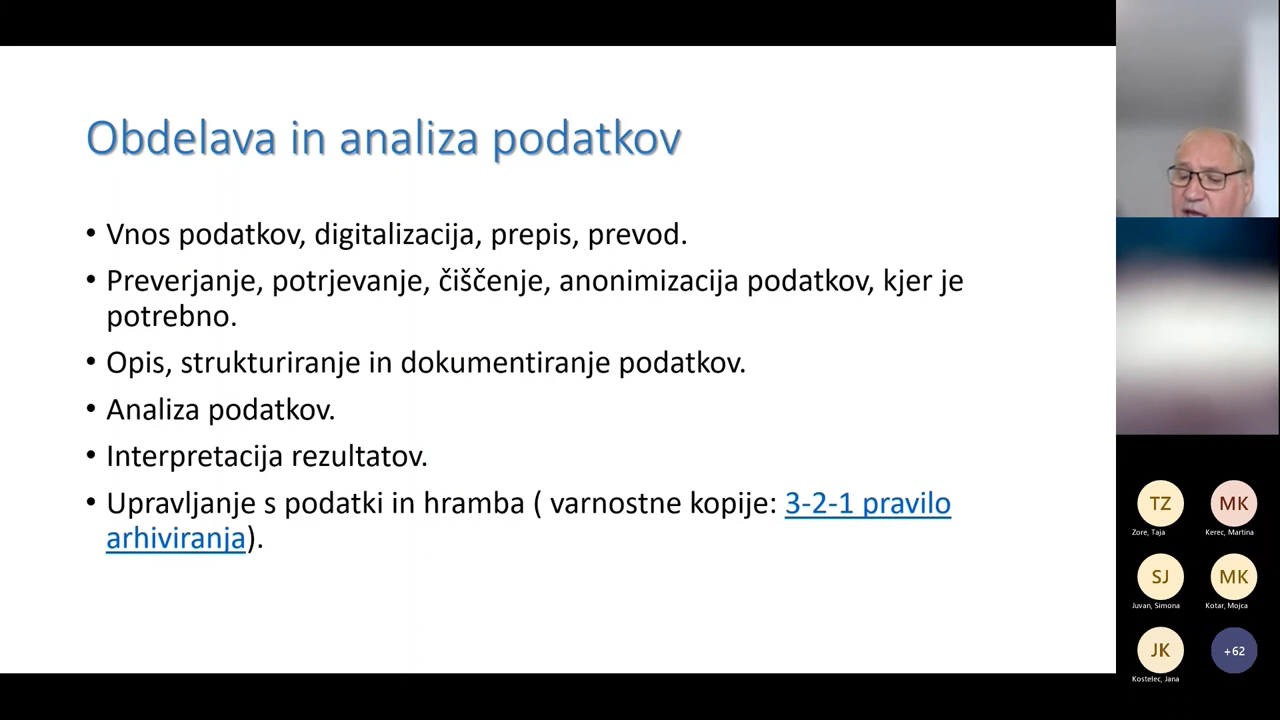 Obdelava in analiza podatkov
• Vnos podatkov, digitalizacija, prepis, prevod.
• Preverjanje, potrjevanje, čiščenje, anonimizacija podatkov, kjer je
potrebno.
• Opis, strukturiranje in dokumentiranje podatkov.
• Analiza podatkov.
• Interpretacija rezultatov.
• Upravljanje s podatki in hramba ( varnostne kopije: 3-2-1 pravilo
arhiviranja).
TZ
MK
Zore, Taja
Kerec, Martina
SJ
MK
Juvan, Simona
Kotar, Mojca
JK
+62
Kostelec, Jana